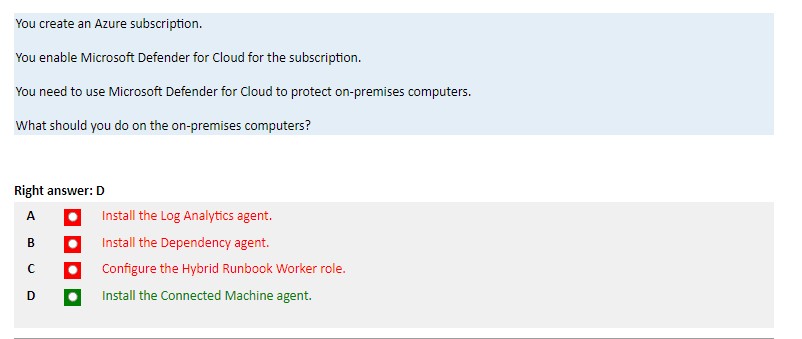 You create an Azure subscription.
You enable Microsoft Defender for Cloud for the subscription.
You need to use Microsoft Defender for Cloud to protect on-premises computers.
What should you do on the on-premises computers?
Right answer: D
A Install the Log Analytics agent.
B Install the Dependency agent.
C Configure the Hybrid Runbook Worker role.
D Install the Connected Machine agent.